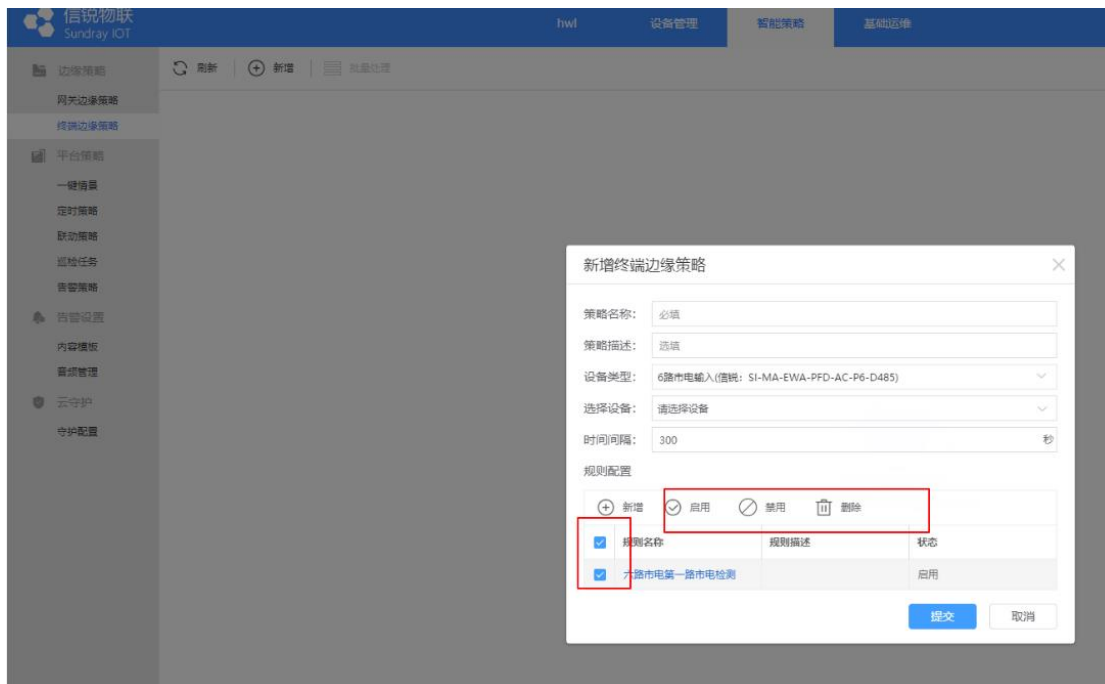 信锐物联
Sundray IOT
hwl 设备管理 智能策略 基础运维
边缘策略
网关边缘策略
终端边缘策略
平台策略
一键情景
定时策略
联动策略
巡检任务
告警策略
告警设置
内容模板
音频管理
云守护
守护配置
刷新 新增 批量处理
新增终端边缘策略
策略名称： 必填
策略描述： 选填
设备类型： 6路市电输入(信锐：SI-MA-EWA-PFD-AC-P6-D485)
选择设备： 请选择设备
时间间隔： 300 秒
规则配置
新增 启用 禁用 删除
规则名称 规则描述 状态
六路市电第一路市电检测 启用
提交 取消